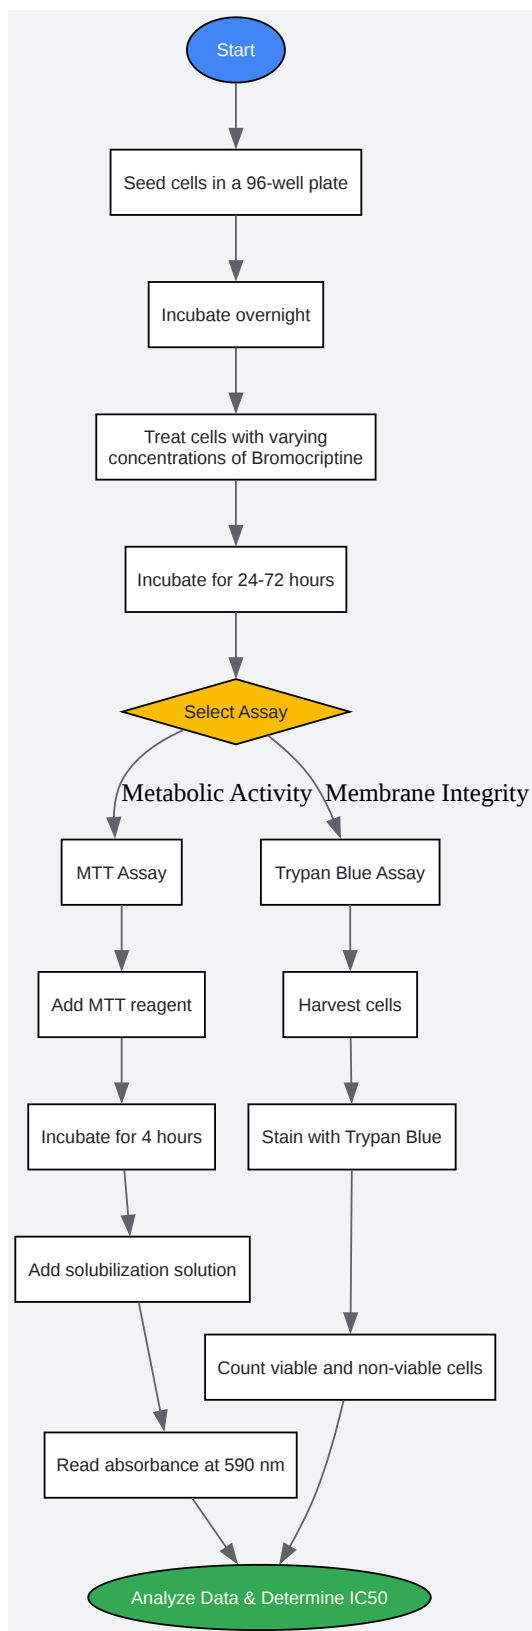 Start
Seed cells in a 96-well plate
Incubate overnight
Treat cells with varying
concentrations of Bromocriptine
Incubate for 24-72 hours
Select Assay
Metabolic Activity
Membrane Integrity
MTT Assay
Trypan Blue Assay
Add MTT reagent
Harvest cells
Incubate for 4 hours
Stain with Trypan Blue
Add solubilization solution
Count viable and non-viable cells
Read absorbance at 590 nm
Analyze Data & Determine IC50